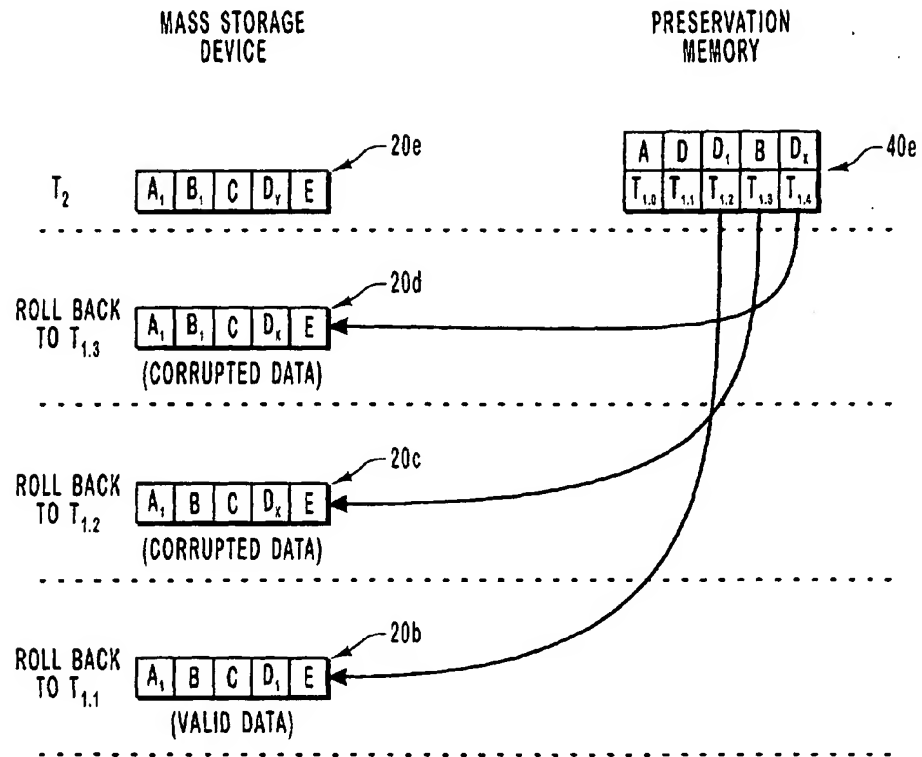 MASS STORAGE DEVICE
PRESERVATION MEMORY
T₂
A₁ B₁ C Dᵧ E
20e
A D D₁ B Dₓ
T₁.₀ T₁.₁ T₁.₂ T₁.₃ T₁.₄
40e
ROLL BACK TO T₁.₃
A₁ B₁ C Dₓ E
20d
(CORRUPTED DATA)
ROLL BACK TO T₁.₂
A₁ B C Dₓ E
20c
(CORRUPTED DATA)
ROLL BACK TO T₁.₁
A₁ B C D₁ E
20b
(VALID DATA)